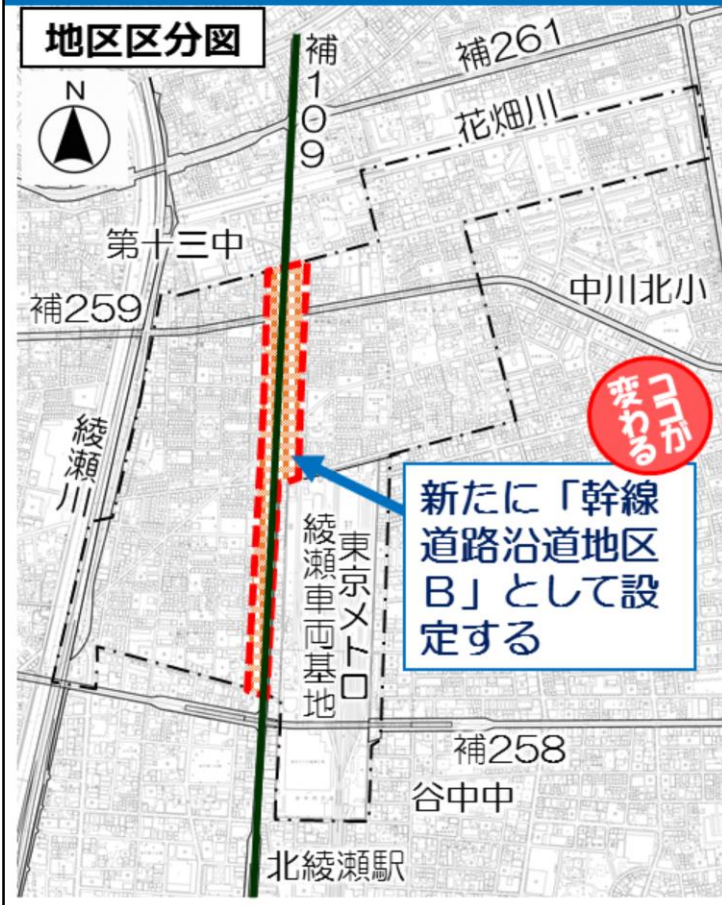 地区区分図
N
補109
補261
花畑川
第十三中
補259
中川北小
ココが
変わる
綾瀬川
新たに「幹線
道路沿道地区
B」として設
定する
東京メトロ
綾瀬車両基地
補258
谷中中
北綾瀬駅